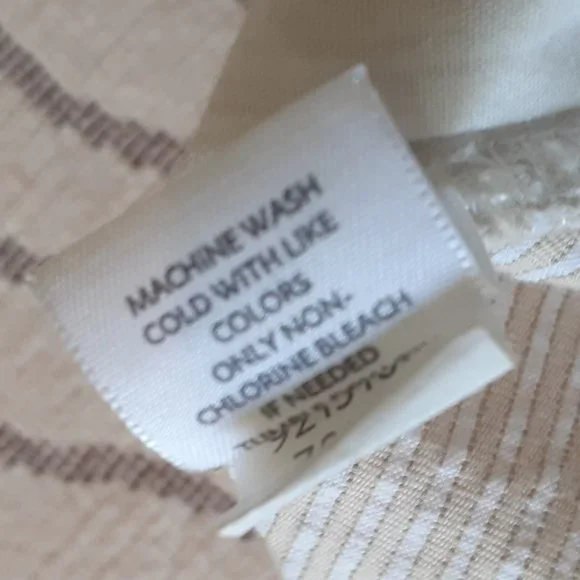 MACHINE WASH
COLD WITH LIKE
COLORS
ONLY NON-
CHLORINE BLEACH
IF NEEDED